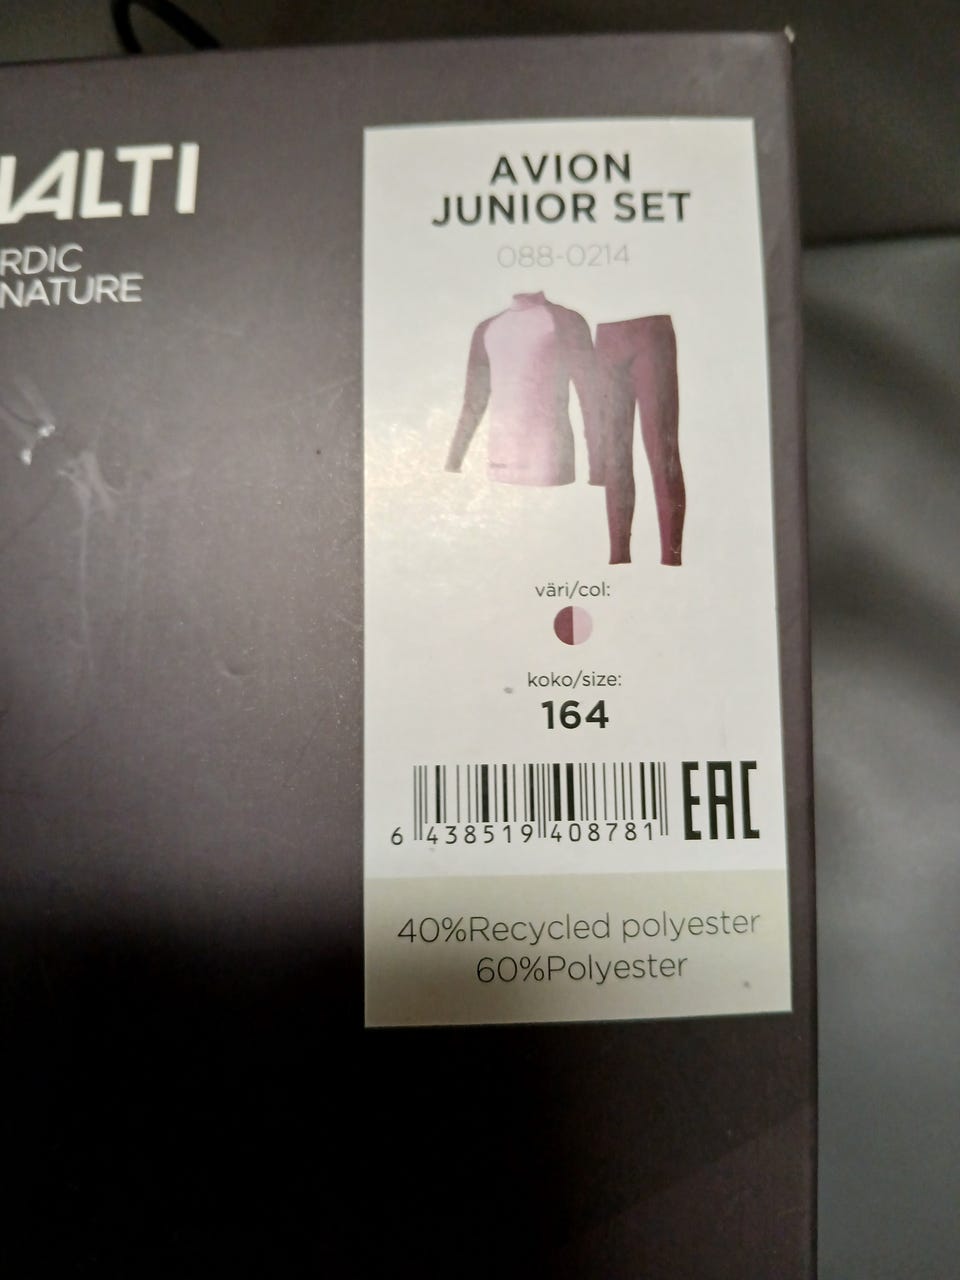 IALTI
RDIC
NATURE
AVION
JUNIOR SET
088-0214
väri/col:
koko/size:
164
6 438519 408781
EAC
40%Recycled polyester
60%Polyester